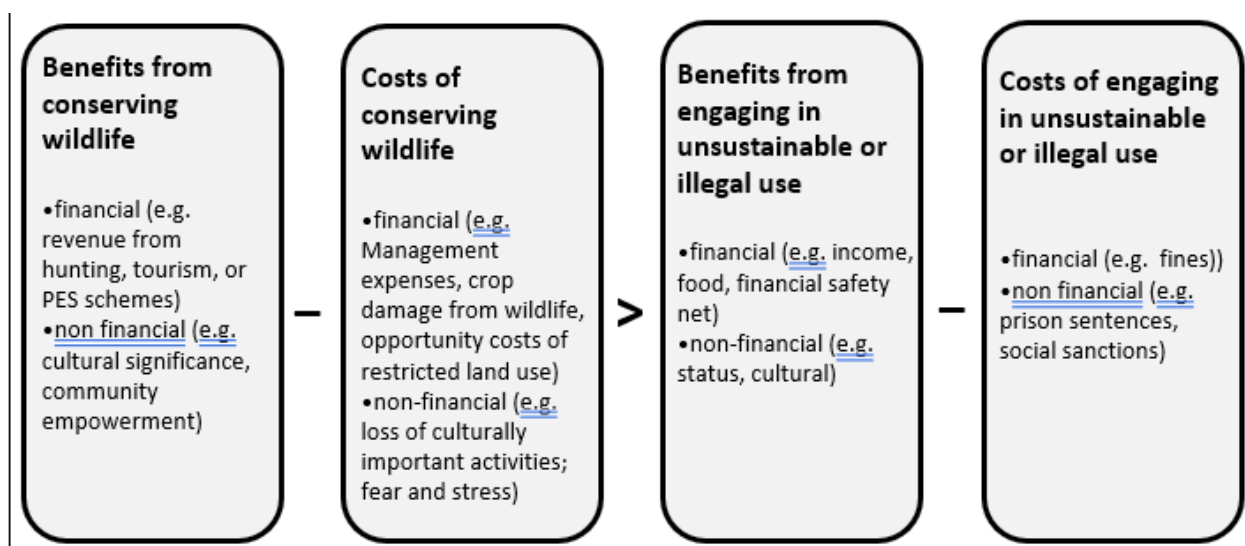 Benefits from
conserving
wildlife
•financial (e.g.
revenue from
hunting, tourism, or
PES schemes)
•non financial (e.g.
cultural significance,
community
empowerment)
–
Costs of
conserving
wildlife
•financial (e.g.
Management
expenses, crop
damage from wildlife,
opportunity costs of
restricted land use)
•non-financial (e.g.
loss of culturally
important activities;
fear and stress)
>
Benefits from
engaging in
unsustainable or
illegal use
•financial (e.g. income,
food, financial safety
net)
•non-financial (e.g.
status, cultural)
–
Costs of engaging
in unsustainable
or illegal use
•financial (e.g.  fines))
•non financial (e.g.
prison sentences,
social sanctions)